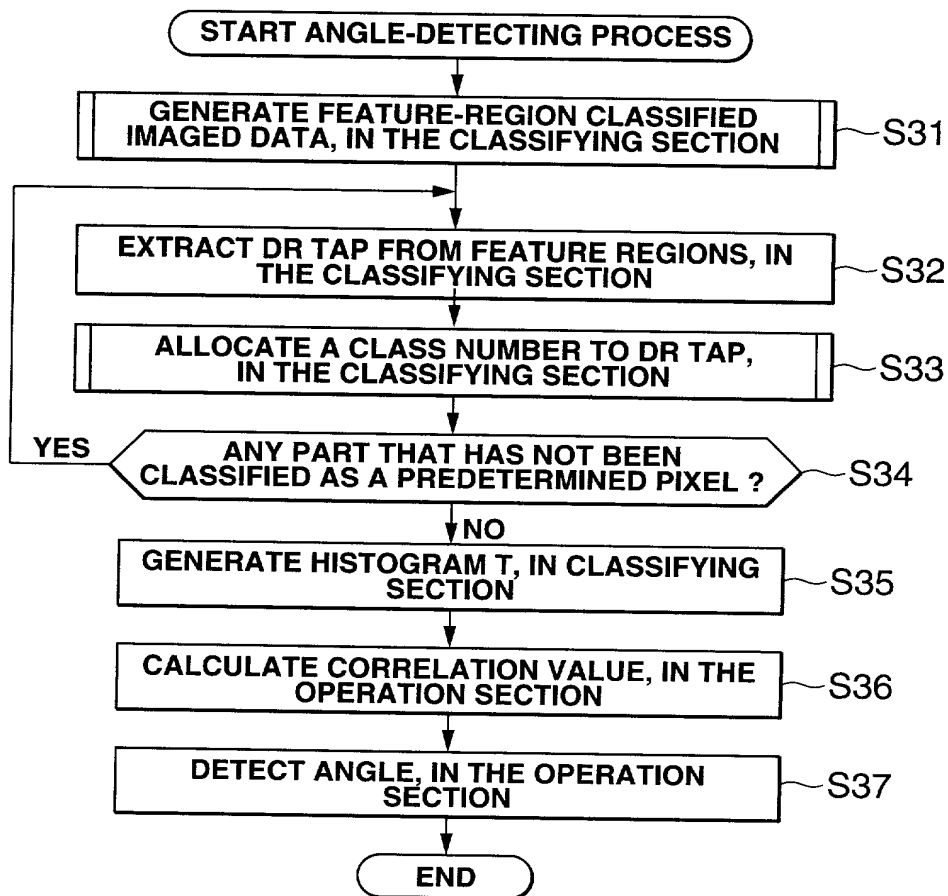 START ANGLE-DETECTING PROCESS
GENERATE FEATURE-REGION CLASSIFIED
IMAGED DATA, IN THE CLASSIFYING SECTION
S31
EXTRACT DR TAP FROM FEATURE REGIONS, IN
THE CLASSIFYING SECTION
S32
ALLOCATE A CLASS NUMBER TO DR TAP,
IN THE CLASSIFYING SECTION
S33
YES
ANY PART THAT HAS NOT BEEN
CLASSIFIED AS A PREDETERMINED PIXEL ?
S34
NO
GENERATE HISTOGRAM T, IN CLASSIFYING
SECTION
S35
CALCULATE CORRELATION VALUE, IN THE
OPERATION SECTION
S36
DETECT ANGLE, IN THE OPERATION
SECTION
S37
END